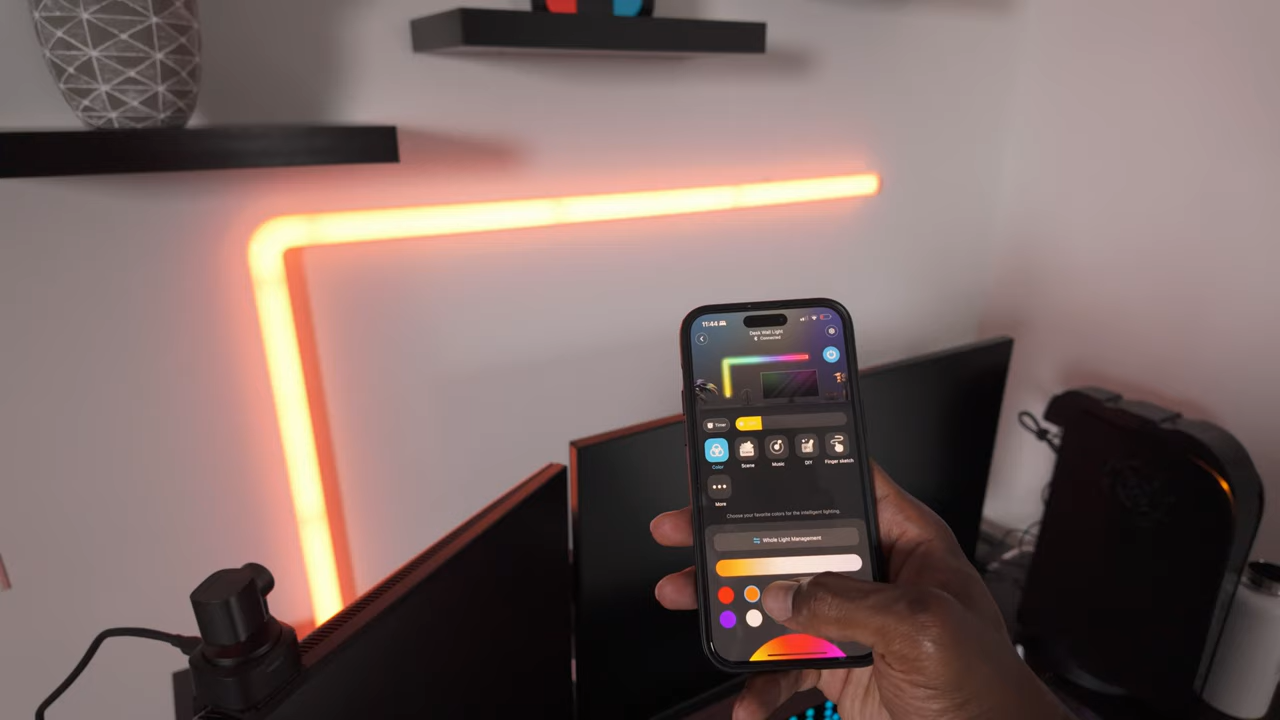 11:44
Desk Wall Light
Connected
Timer
Color
Scene
Music
DIY
Finger sketch
More
Choose your favorite colors for the intelligent lighting.
Whole Light Management